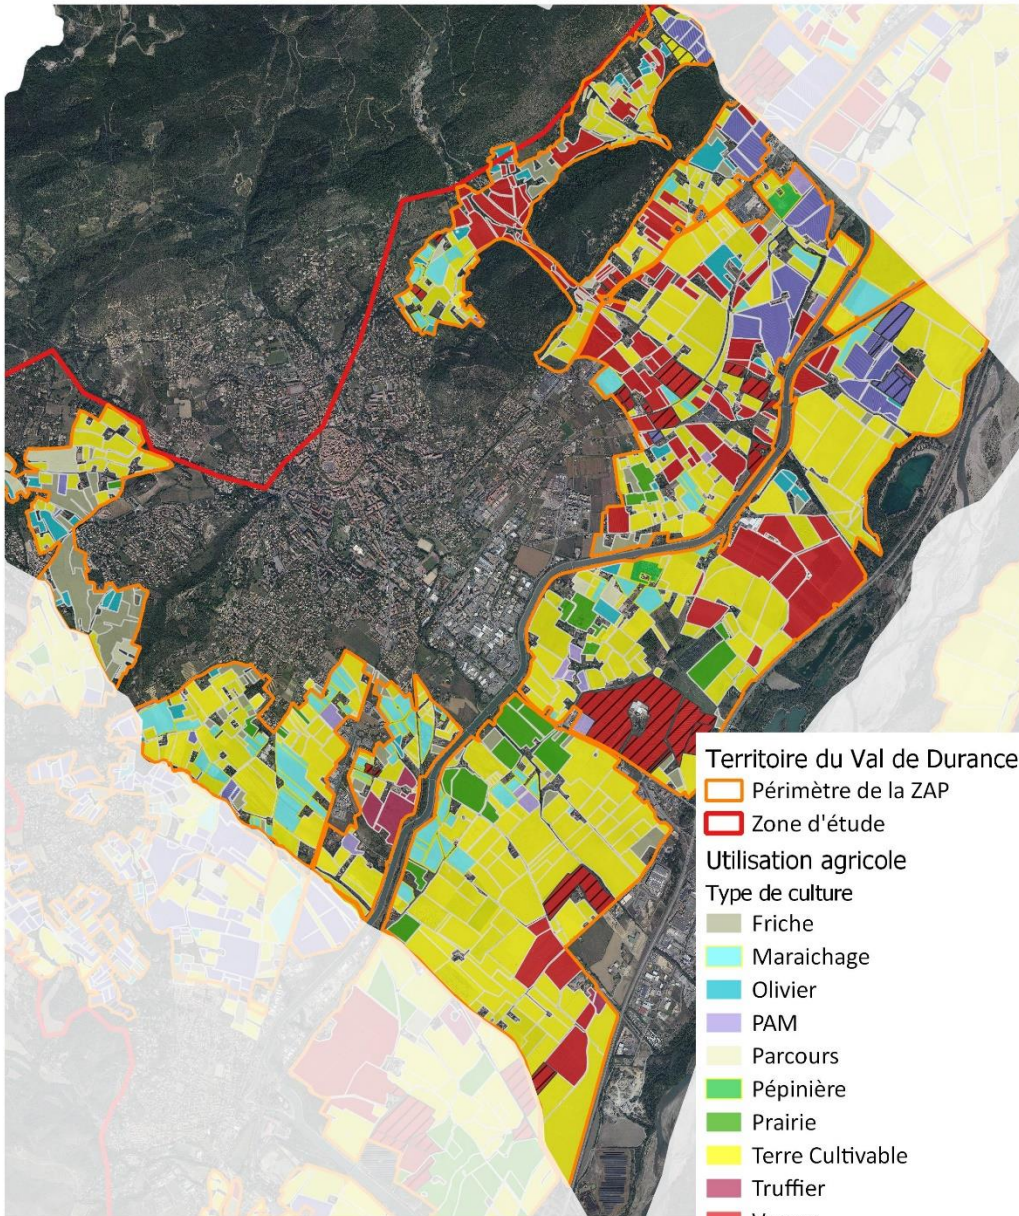 Territoire du Val de Durance
Périmètre de la ZAP
Zone d'étude
Utilisation agricole
Type de culture
Friche
Maraichage
Olivier
PAM
Parcours
Pépinière
Prairie
Terre Cultivable
Truffier